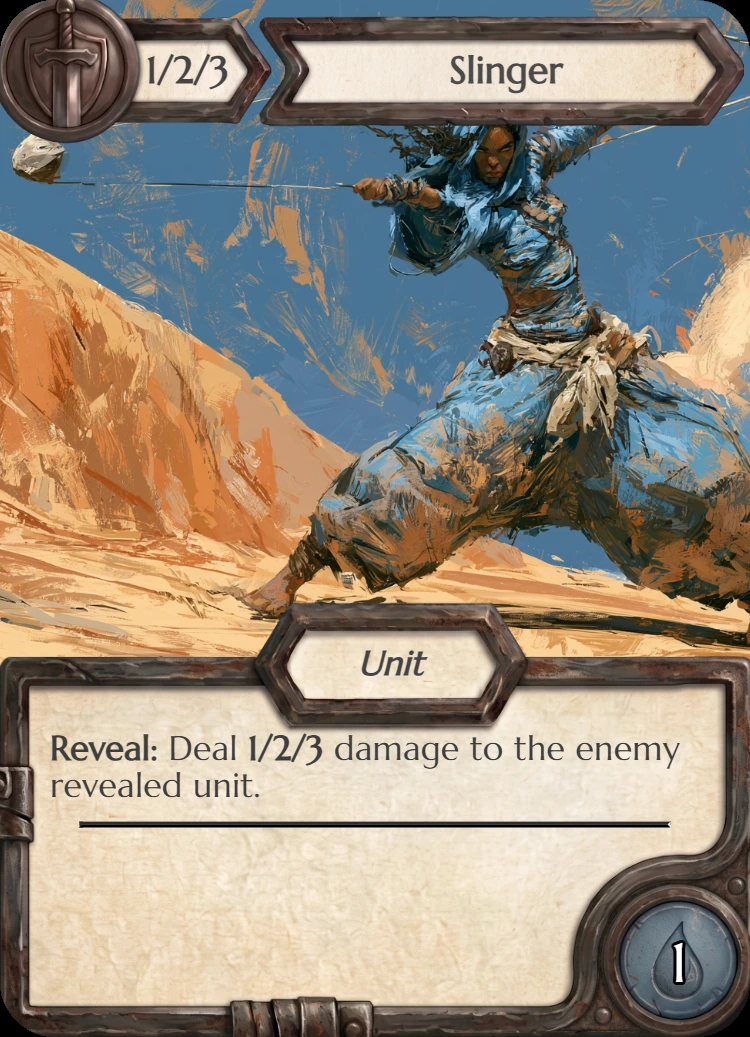 1/2/3
Slinger
Unit
Reveal: Deal 1/2/3 damage to the enemy
revealed unit.
1